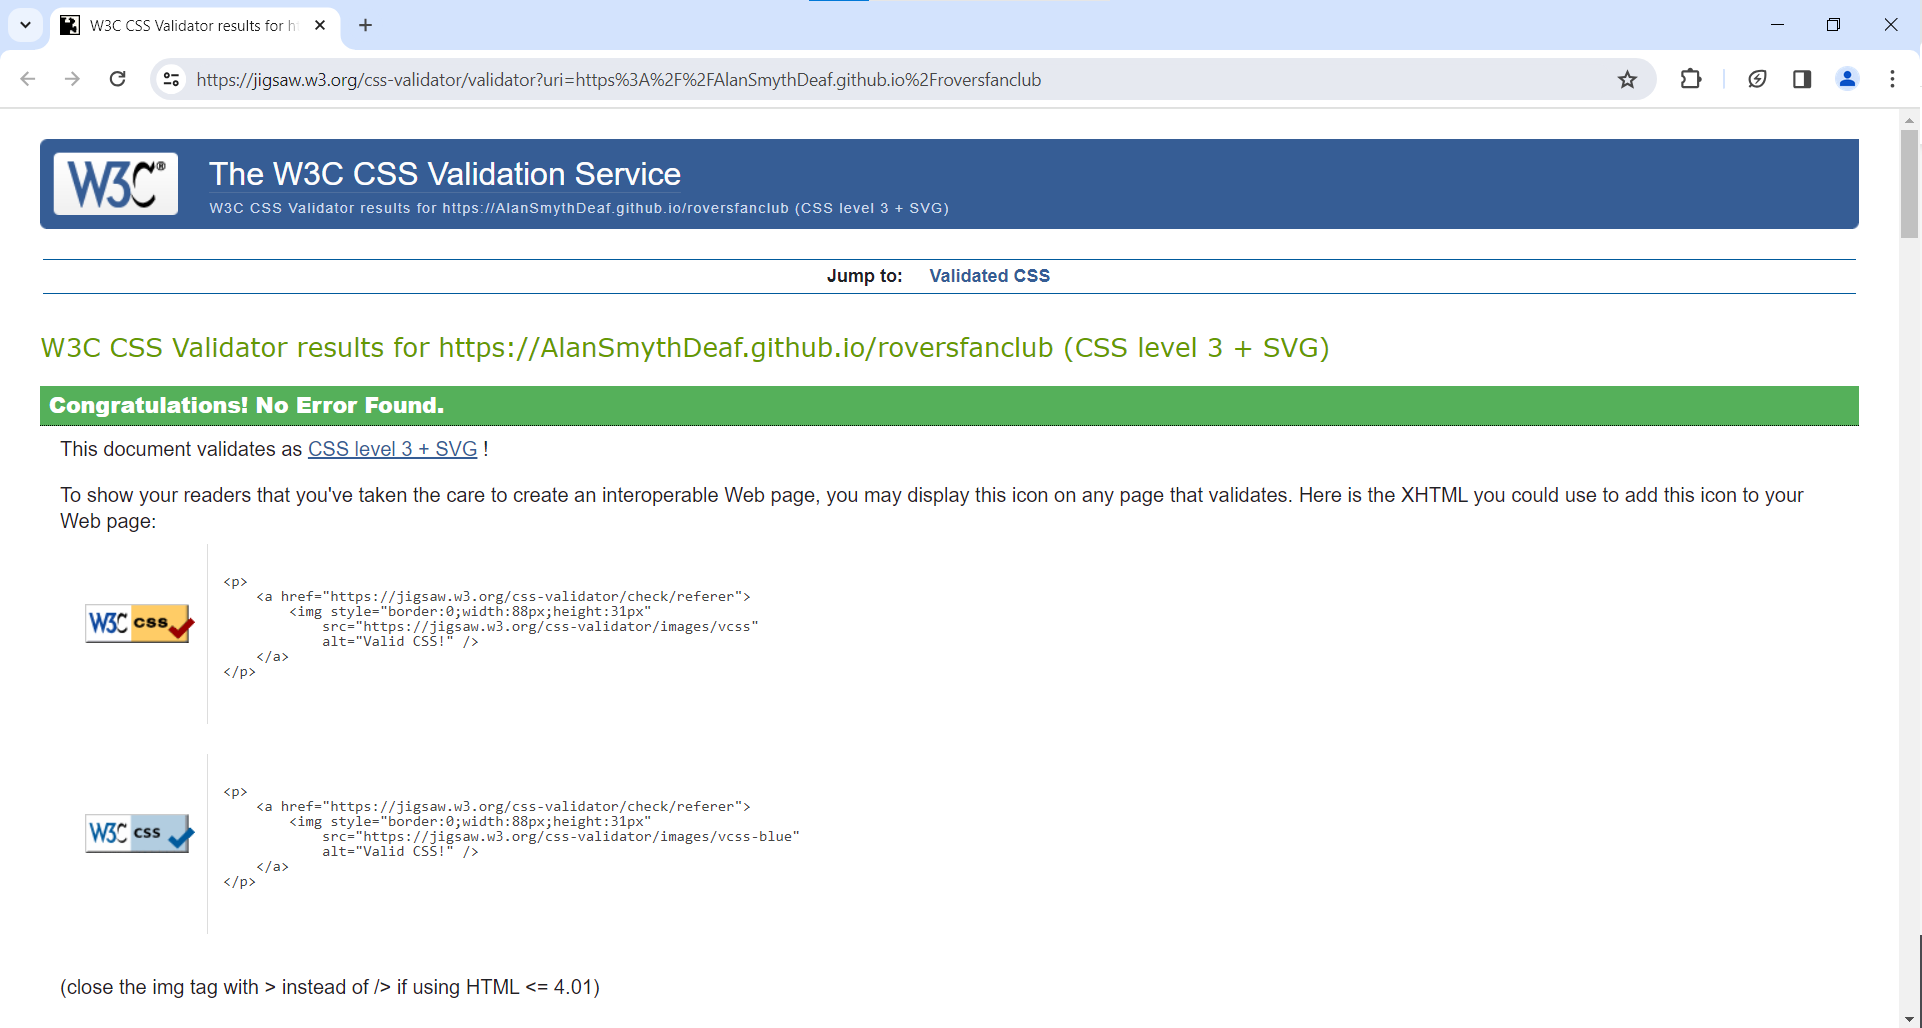 W3C CSS Validator results for h
https://jigsaw.w3.org/css-validator/validator?uri=https%3A%2F%2FAlanSmythDeaf.github.io%2Froversfanclub
W3C®
The W3C CSS Validation Service
W3C CSS Validator results for https://AlanSmythDeaf.github.io/roversfanclub (CSS level 3 + SVG)
Jump to: Validated CSS
W3C CSS Validator results for https://AlanSmythDeaf.github.io/roversfanclub (CSS level 3 + SVG)
Congratulations! No Error Found.
This document validates as CSS level 3 + SVG !
To show your readers that you've taken the care to create an interoperable Web page, you may display this icon on any page that validates. Here is the XHTML you could use to add this icon to your
Web page:
W3C css
<p>
    <a href="https://jigsaw.w3.org/css-validator/check/referer">
        <img style="border:0;width:88px;height:31px"
            src="https://jigsaw.w3.org/css-validator/images/vcss"
            alt="Valid CSS!" />
    </a>
</p>
W3C css
<p>
    <a href="https://jigsaw.w3.org/css-validator/check/referer">
        <img style="border:0;width:88px;height:31px"
            src="https://jigsaw.w3.org/css-validator/images/vcss-blue"
            alt="Valid CSS!" />
    </a>
</p>
(close the img tag with > instead of /> if using HTML <= 4.01)